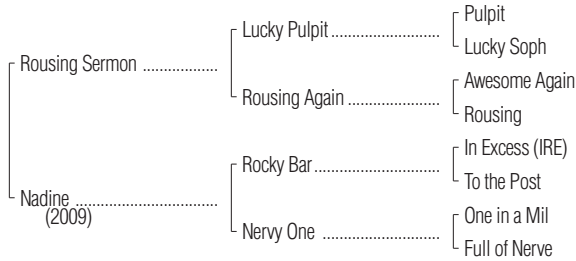 Pulpit
Lucky Pulpit
Lucky Soph
Rousing Sermon
Awesome Again
Rousing Again
Rousing
In Excess (IRE)
Rocky Bar
To the Post
Nadine
(2009)
One in a Mil
Nervy One
Full of Nerve